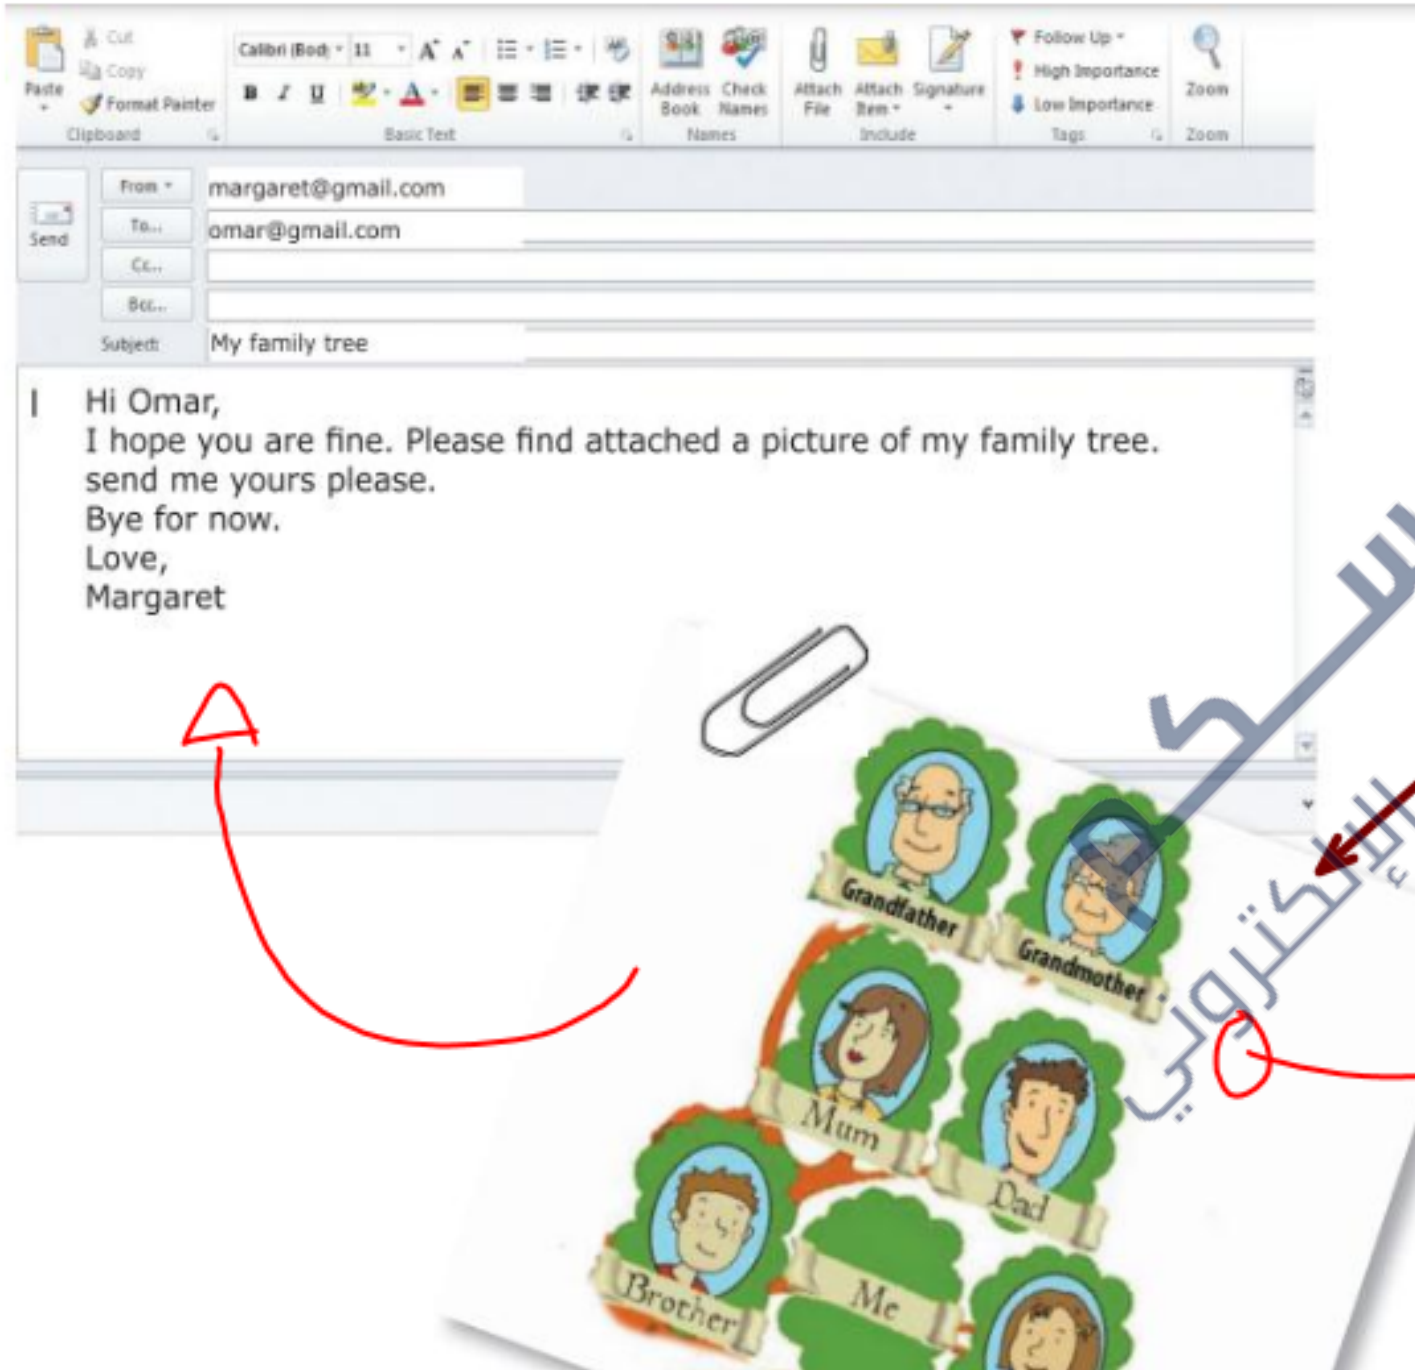 Cut
Copy
Paste
Format Painter
Clipboard
Calibri (Body 11
B I U
Basic Text
Address Book
Check Names
Names
Attach File
Attach Item
Signature
Include
Follow Up
High Importance
Low Importance
Tags
Zoom
Zoom
Send
From margaret@gmail.com
To... omar@gmail.com
Cc...
Bcc...
Subject: My family tree
Hi Omar,
I hope you are fine. Please find attached a picture of my family tree.
send me yours please.
Bye for now.
Love,
Margaret
Grandfather
Grandmother
Mum
Dad
Brother
Me
الإلكتروني